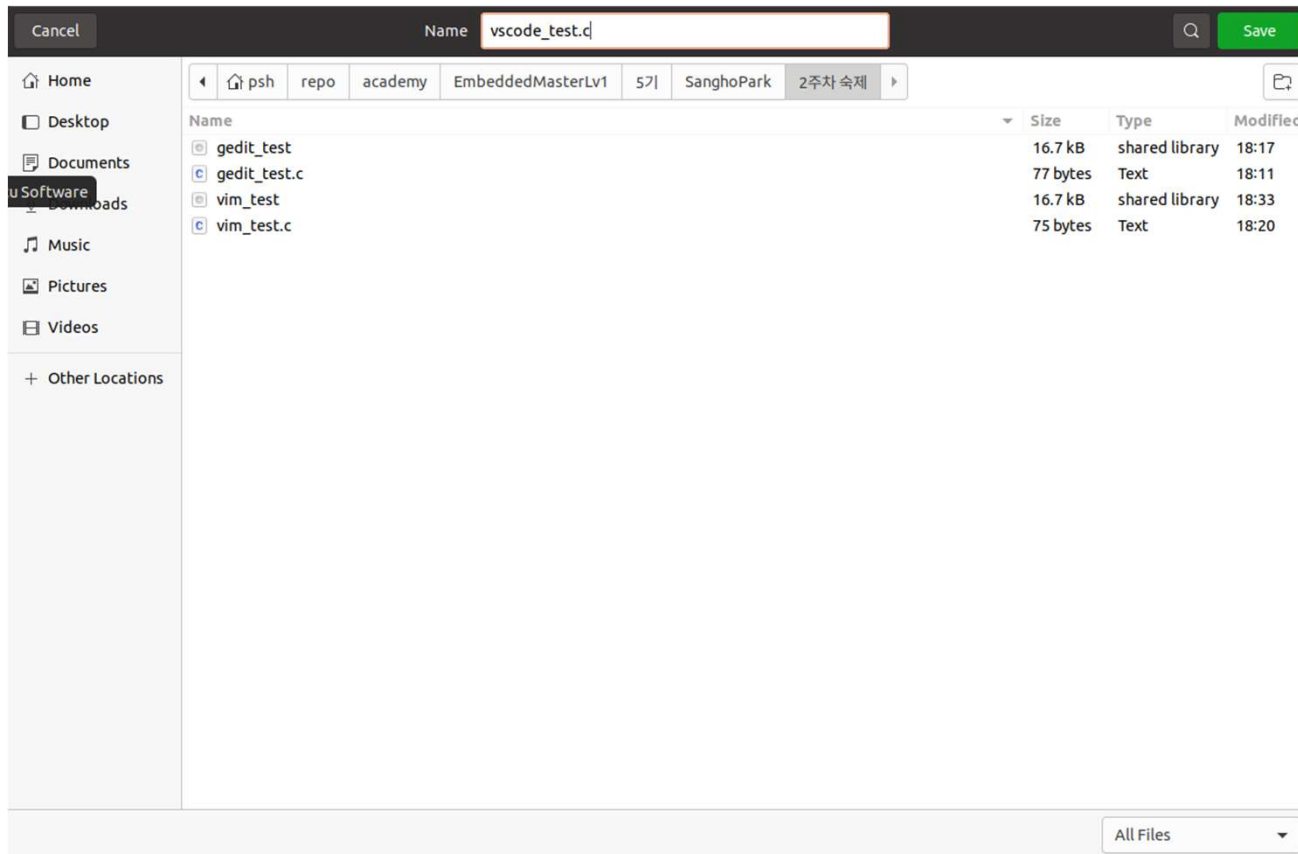 Cancel Name vscode_test.c Save
Home
Desktop
Documents
u Software
Downloads
Music
Pictures
Videos
Other Locations
psh repo academy EmbeddedMasterLv1 5기 SanghoPark 2주차 숙제
Name Size Type Modified
gedit_test 16.7 kB shared library 18:17
gedit_test.c 77 bytes Text 18:11
vim_test 16.7 kB shared library 18:33
vim_test.c 75 bytes Text 18:20
All Files